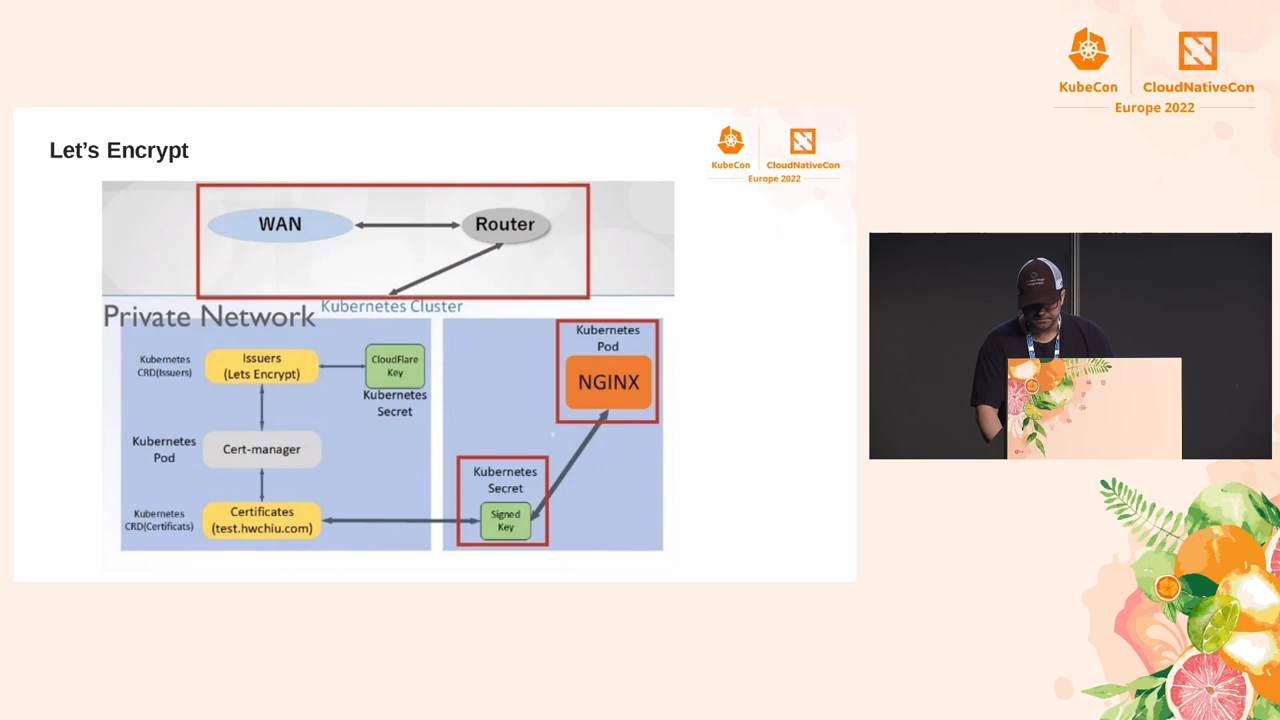 KubeCon
CloudNativeCon
Europe 2022
Let's Encrypt
KubeCon
CloudNativeCon
Europe 2022
WAN
Router
Kubernetes Cluster
Private Network
Kubernetes
CRD(Issuers)
Issuers
(Lets Encrypt)
CloudFlare
Key
Kubernetes
Secret
Kubernetes
Pod
Cert-manager
Kubernetes
CRD(Certificats)
Certificates
(test.hwchiu.com)
Kubernetes
Pod
NGINX
Kubernetes
Secret
Signed
Key